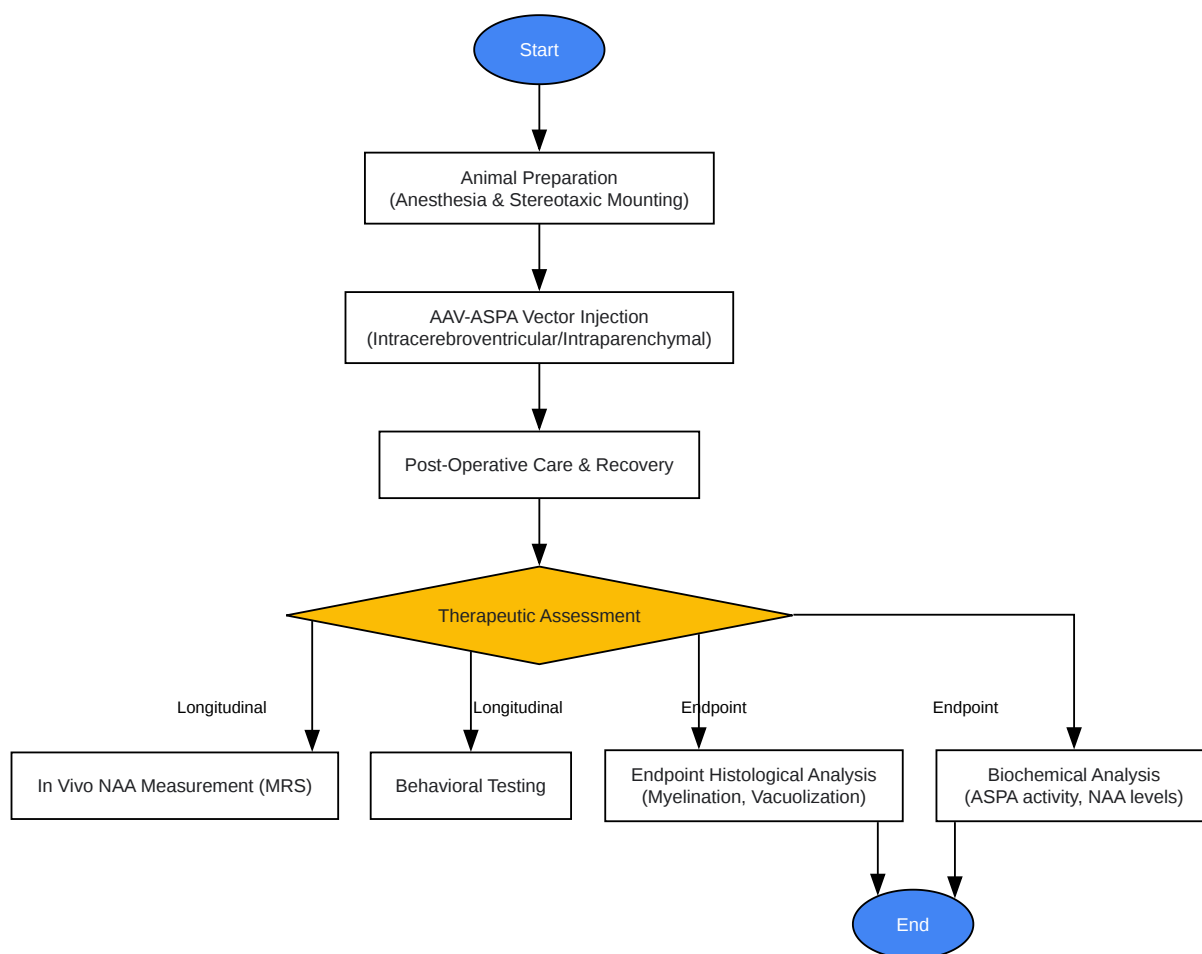 Start
Animal Preparation
(Anesthesia & Stereotaxic Mounting)
AAV-ASPA Vector Injection
(Intracerebroventricular/Intraparenchymal)
Post-Operative Care & Recovery
Therapeutic Assessment
Longitudinal
Longitudinal
Endpoint
Endpoint
In Vivo NAA Measurement (MRS)
Behavioral Testing
Endpoint Histological Analysis
(Myelination, Vacuolization)
Biochemical Analysis
(ASPA activity, NAA levels)
End